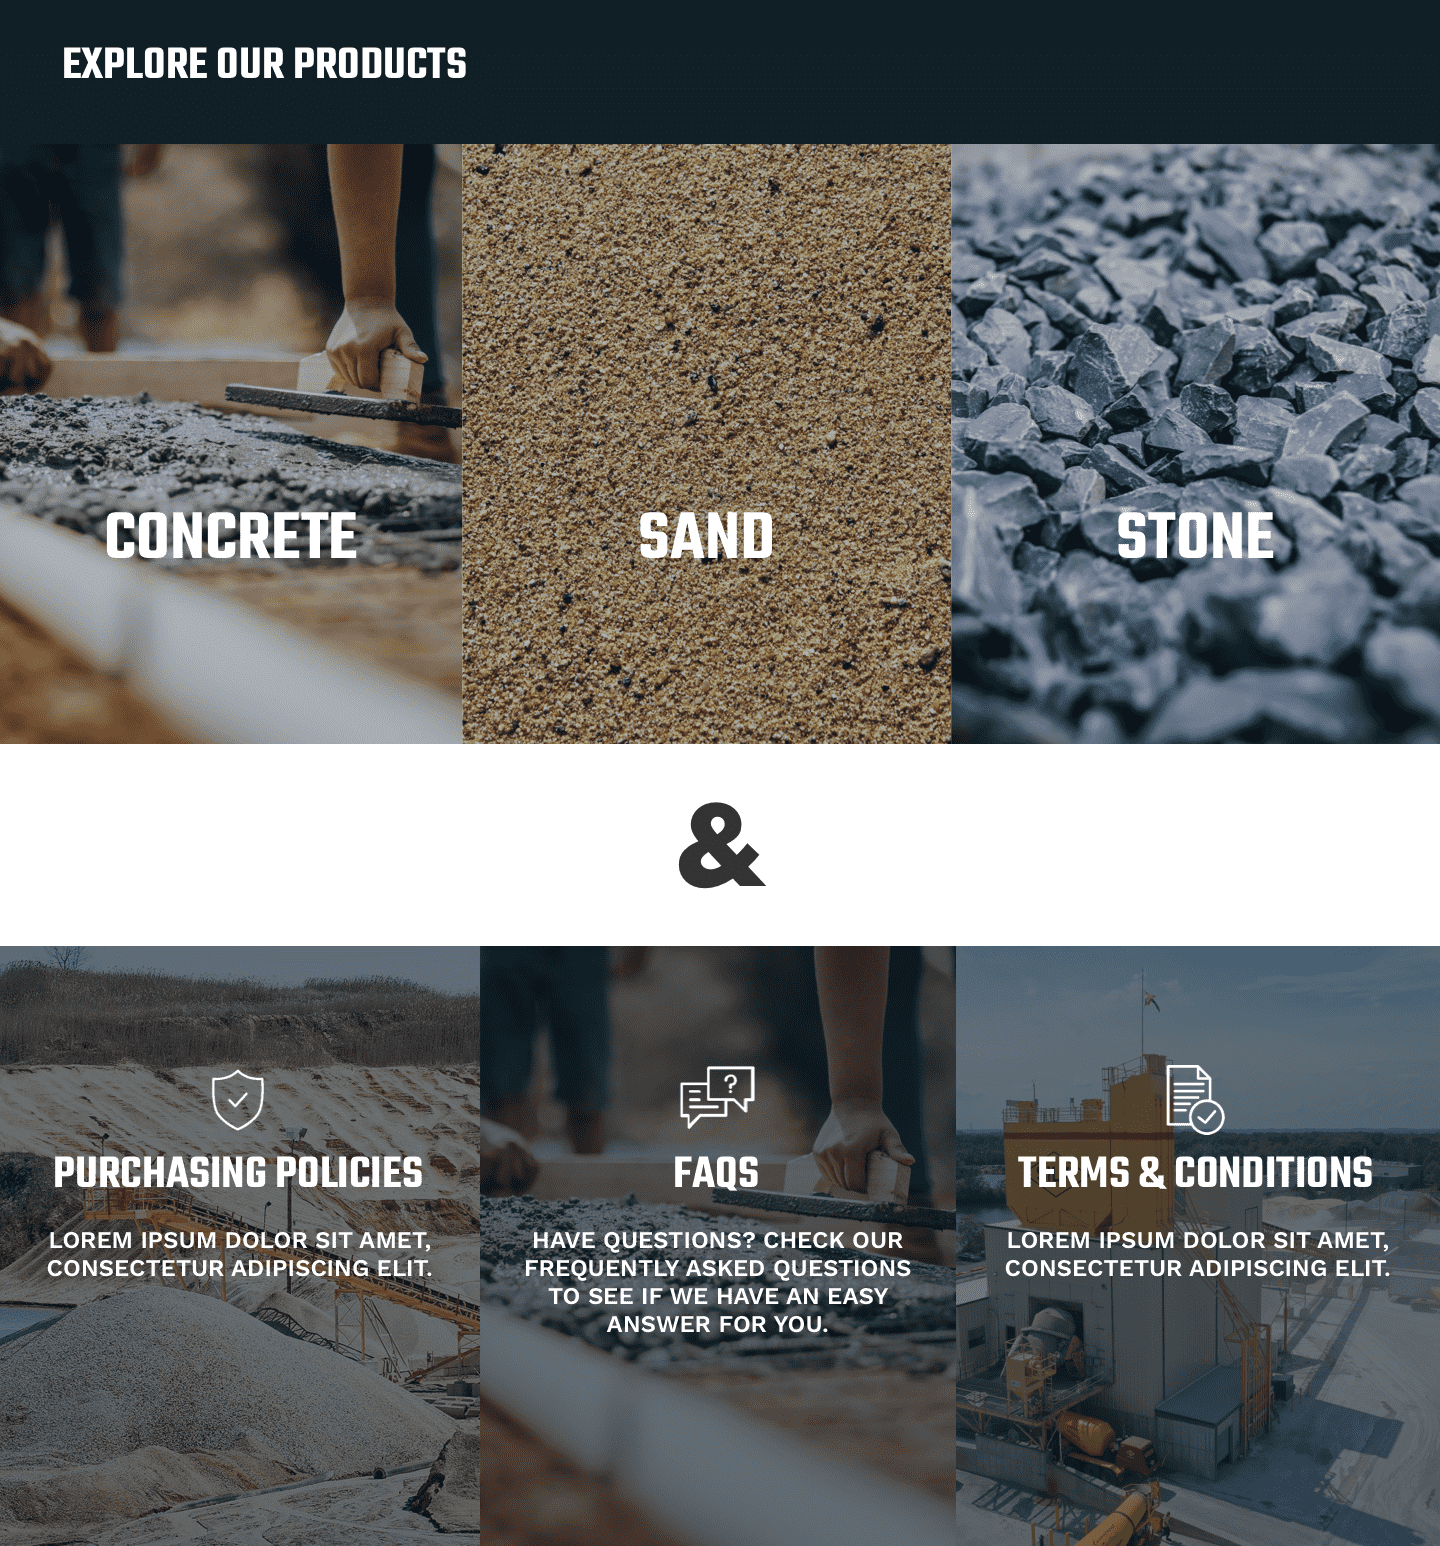 EXPLORE OUR PRODUCTS
CONCRETE
SAND
STONE
&
PURCHASING POLICIES
LOREM IPSUM DOLOR SIT AMET,
CONSECTETUR ADIPISCING ELIT.
?
FAQS
HAVE QUESTIONS? CHECK OUR
FREQUENTLY ASKED QUESTIONS
TO SEE IF WE HAVE AN EASY
ANSWER FOR YOU.
TERMS & CONDITIONS
LOREM IPSUM DOLOR SIT AMET,
CONSECTETUR ADIPISCING ELIT.